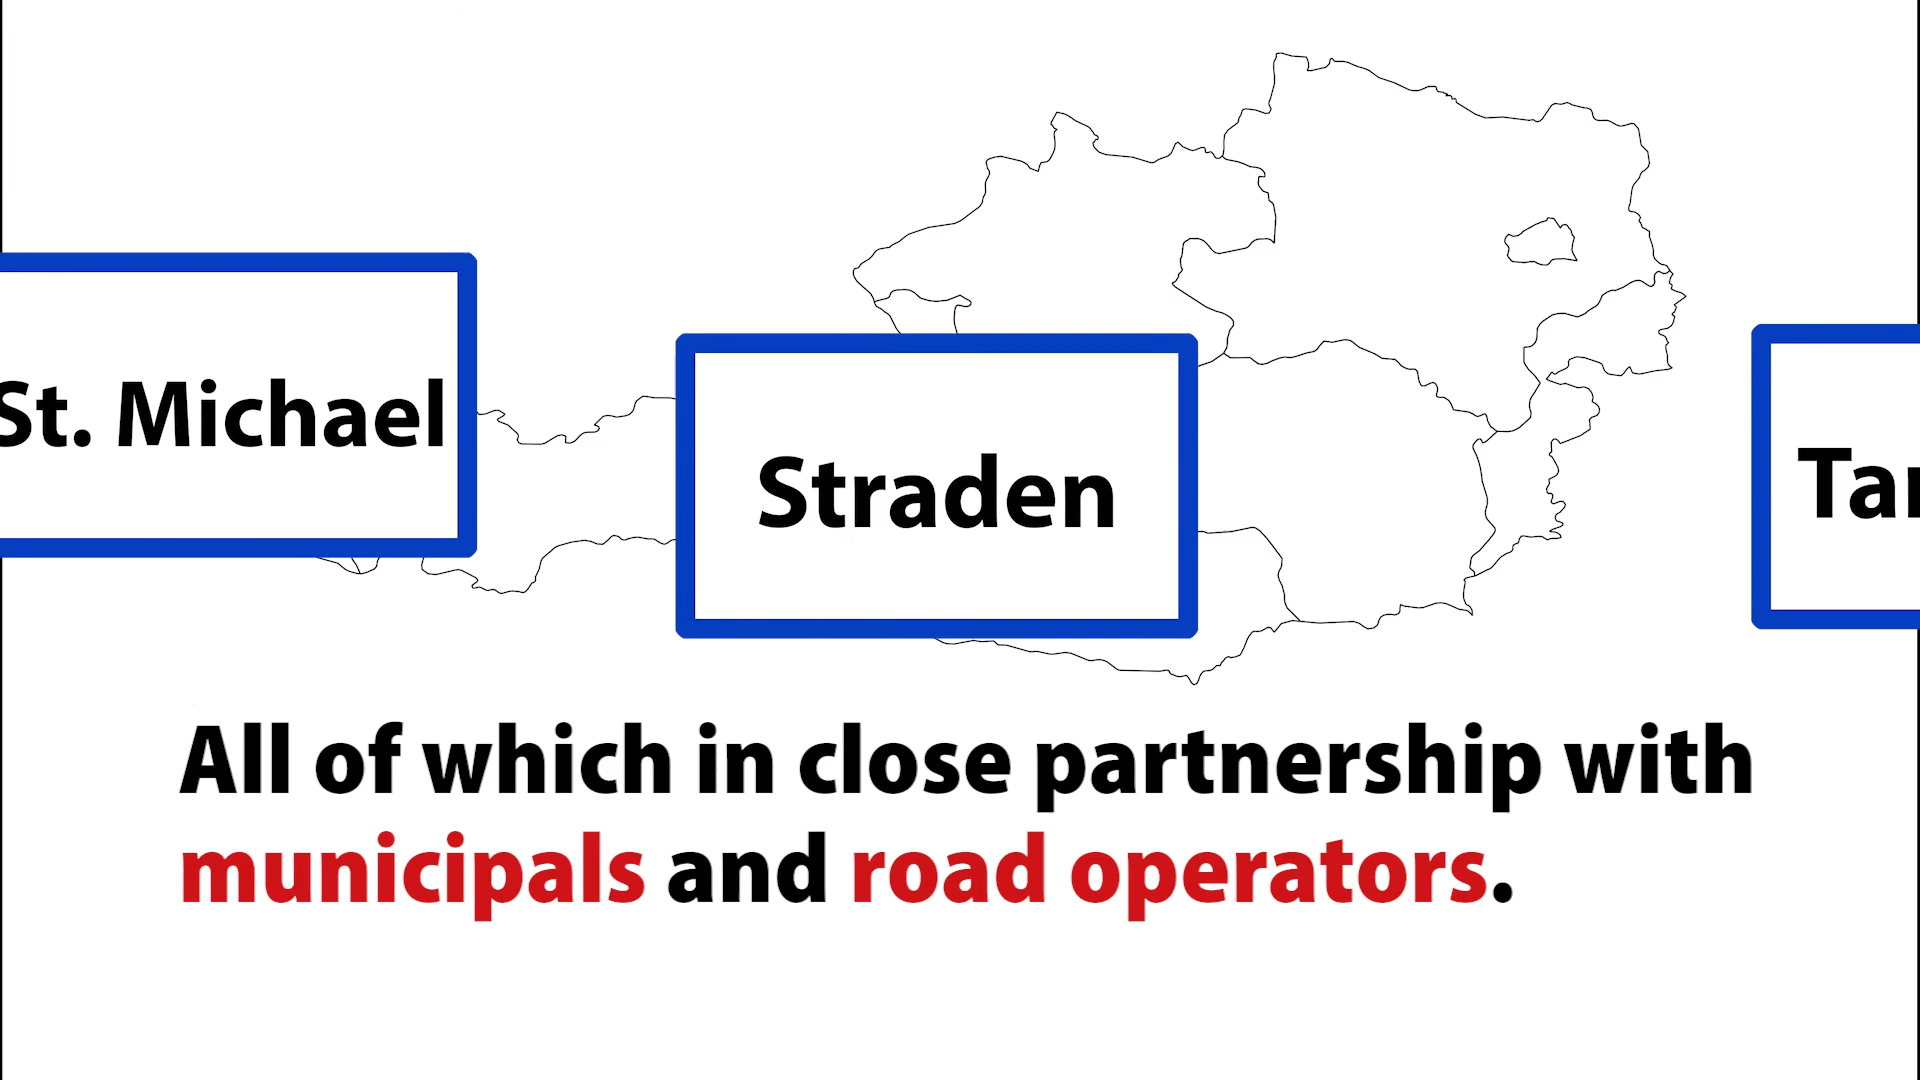 St. Michael
Straden
All of which in close partnership with
municipals and road operators.